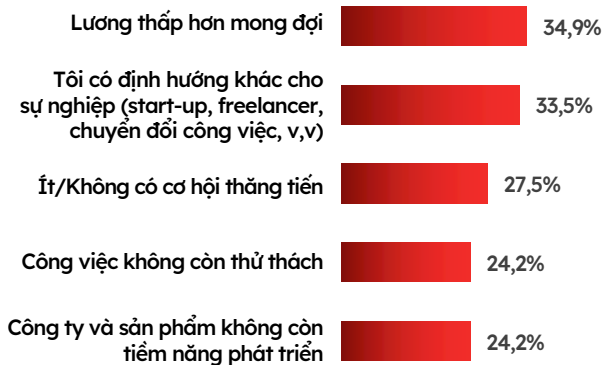 Lương thấp hơn mong đợi
34,9%
Tôi có định hướng khác cho
sự nghiệp (start-up, freelancer,
chuyển đổi công việc, v,v)
33,5%
Ít/Không có cơ hội thăng tiến
27,5%
Công việc không còn thử thách
24,2%
Công ty và sản phẩm không còn
tiềm năng phát triển
24,2%